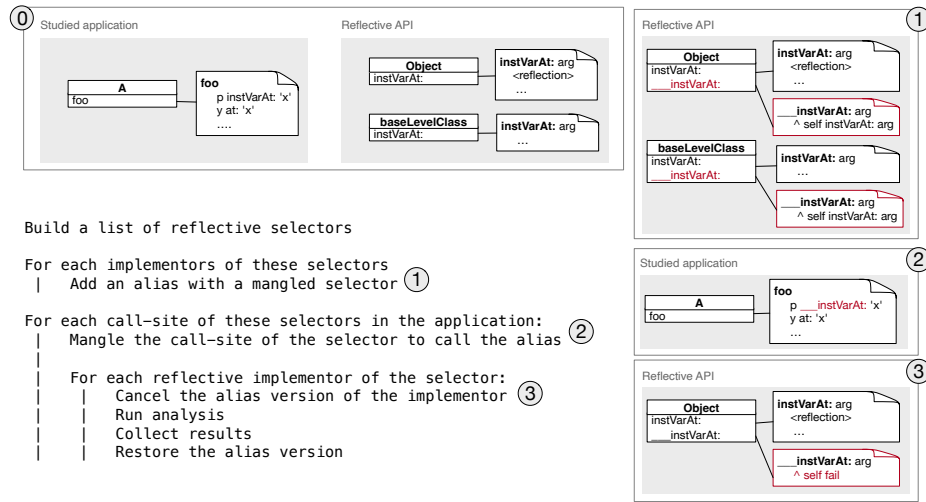 0
Studied application
A
foo
foo
p instVarAt: 'x'
y at: 'x'
....
Reflective API
Object
instVarAt:
instVarAt: arg
<reflection>
...
baseLevelClass
instVarAt:
instVarAt: arg
...
1
Reflective API
Object
instVarAt:
___instVarAt:
instVarAt: arg
<reflection>
...
___instVarAt: arg
^ self instVarAt: arg
baseLevelClass
instVarAt:
___instVarAt:
instVarAt: arg
...
___instVarAt: arg
^ self instVarAt: arg
Build a list of reflective selectors
For each implementors of these selectors
| Add an alias with a mangled selector 1
For each call-site of these selectors in the application:
| Mangle the call-site of the selector to call the alias 2
|
| For each reflective implementor of the selector:
| | Cancel the alias version of the implementor 3
| | Run analysis
| | Collect results
| | Restore the alias version
2
Studied application
A
foo
foo
p ___instVarAt: 'x'
y at: 'x'
...
3
Reflective API
Object
instVarAt:
___instVarAt:
instVarAt: arg
<reflection>
...
___instVarAt: arg
^ self fail